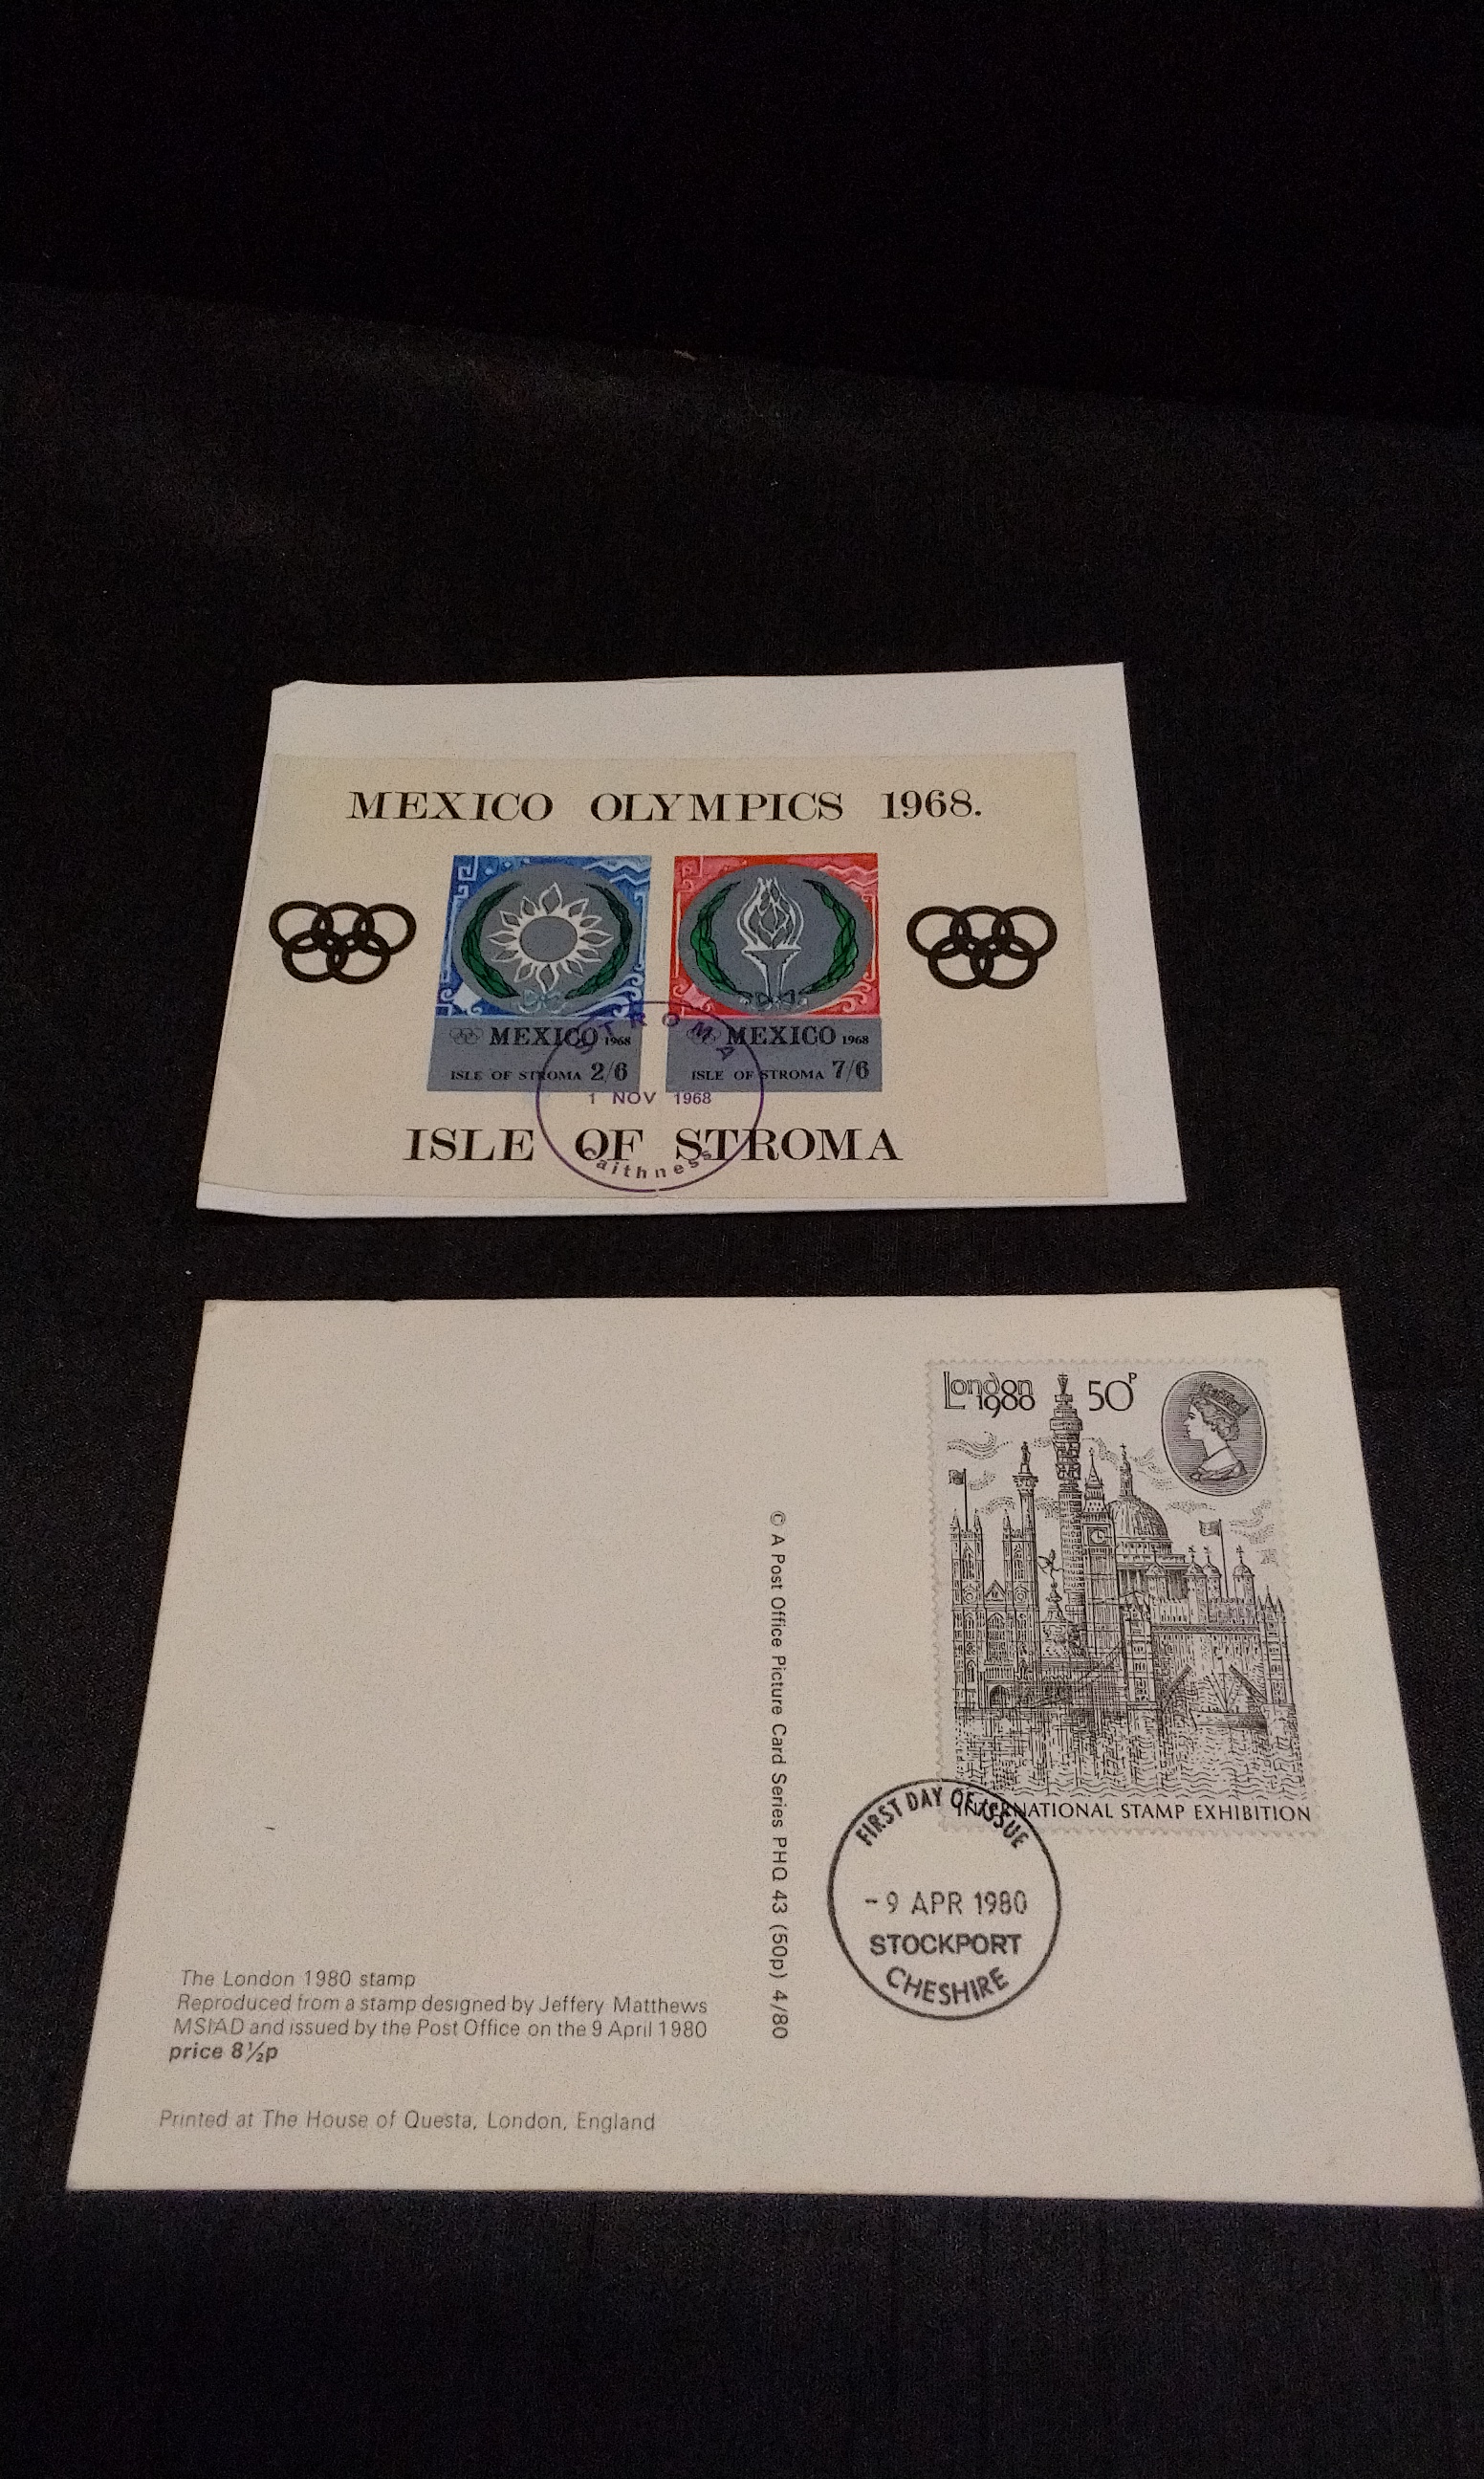 MEXICO OLYMPICS 1968.
MEXICO 1968
ISLE OF STROMA 2/6
MEXICO 1968
ISLE OF STROMA 7/6
STROMA
1 NOV 1968
Caithness
ISLE OF STROMA
London
1980
50P
INTERNATIONAL STAMP EXHIBITION
FIRST DAY OF ISSUE
-9 APR 1980
STOCKPORT
CHESHIRE
© A Post Office Picture Card Series PHQ 43 (50p) 4/80
The London 1980 stamp
Reproduced from a stamp designed by Jeffery Matthews
MSIAD and issued by the Post Office on the 9 April 1980
price 8½p
Printed at The House of Questa, London, England